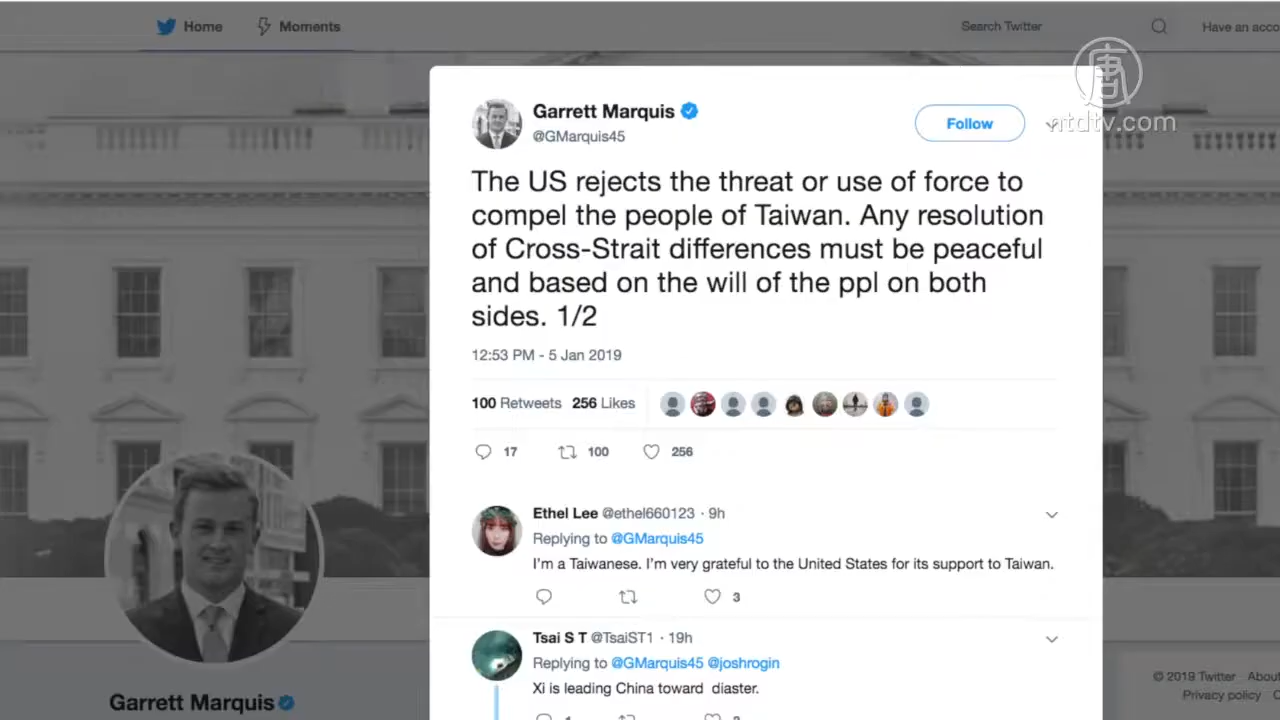 Home
Moments
Search Twitter
Have an acco
唐
ntdtv.com
Garrett Marquis
@GMarquis45
Follow
The US rejects the threat or use of force to
compel the people of Taiwan. Any resolution
of Cross-Strait differences must be peaceful
and based on the will of the ppl on both
sides. 1/2
12:53 PM - 5 Jan 2019
100 Retweets 256 Likes
17 100 256
Ethel Lee @ethel660123 · 9h
Replying to @GMarquis45
I'm a Taiwanese. I'm very grateful to the United States for its support to Taiwan.
3
Tsai S T @TsaiST1 · 19h
Replying to @GMarquis45 @joshrogin
Xi is leading China toward diaster.
Garrett Marquis
© 2019 Twitter About
Privacy policy